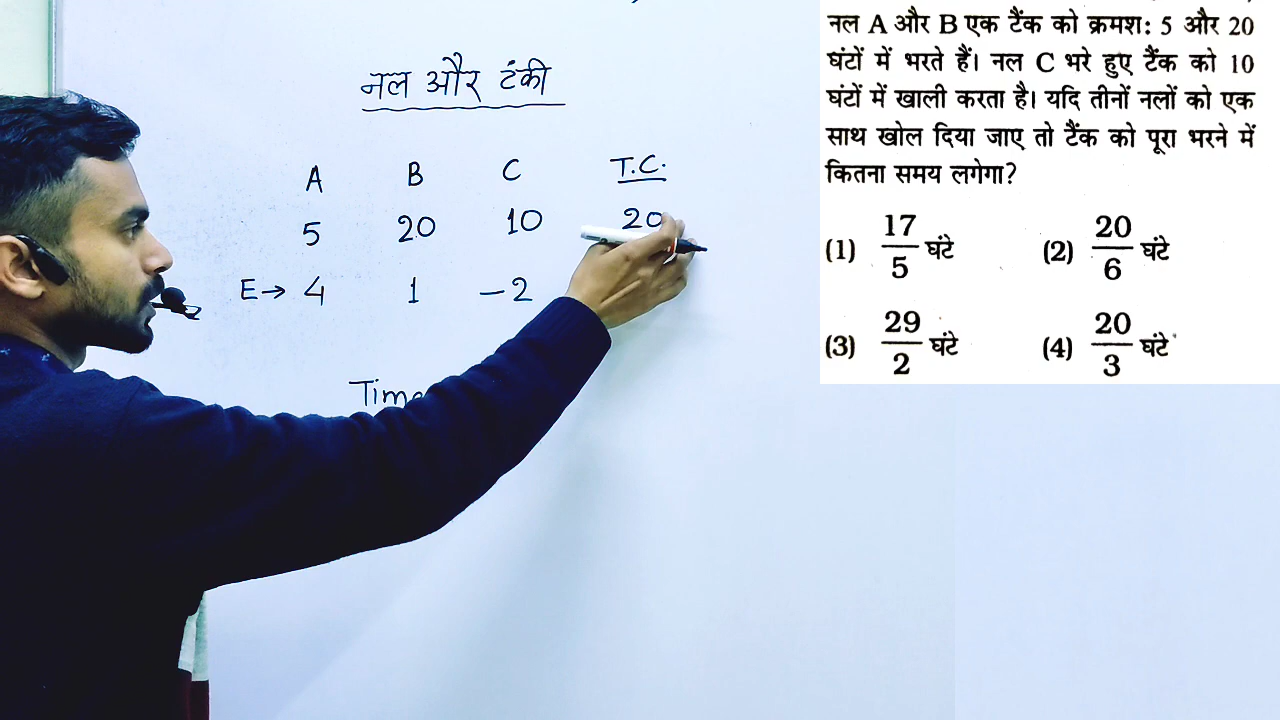 नल और टंकी
A B C T.C.
5 20 10 20
E→ 4 1 –2
Time
नल A और B एक टैंक को क्रमश: 5 और 20
घंटों में भरते हैं। नल C भरे हुए टैंक को 10
घंटों में खाली करता है। यदि तीनों नलों को एक
साथ खोल दिया जाए तो टैंक को पूरा भरने में
कितना समय लगेगा?
(1) 17/5 घंटे (2) 20/6 घंटे
(3) 29/2 घंटे (4) 20/3 घंटे